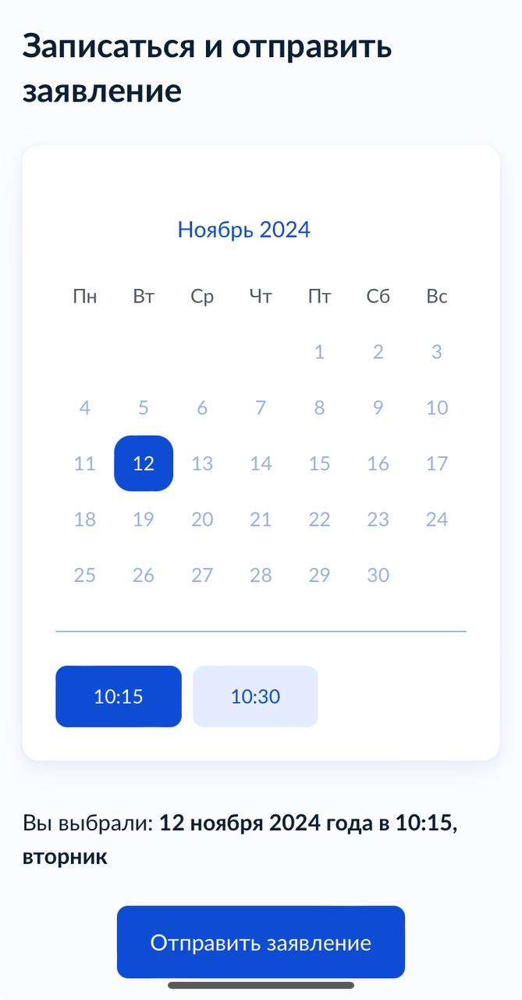 Записаться и отправить
заявление
Ноябрь 2024
Пн Вт Ср Чт Пт Сб Вс
1 2 3
4 5 6 7 8 9 10
11 12 13 14 15 16 17
18 19 20 21 22 23 24
25 26 27 28 29 30
10:15 10:30
Вы выбрали: 12 ноября 2024 года в 10:15,
вторник
Отправить заявление